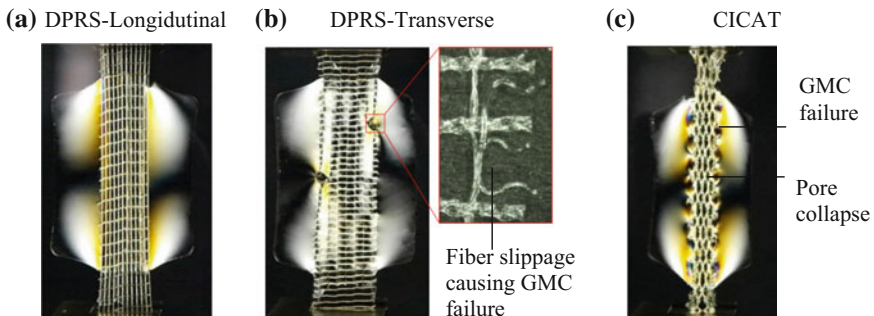 (a) DPRS-Longidutinal
(b) DPRS-Transverse
(c) CICAT
GMC
failure
Pore
collapse
Fiber slippage
causing GMC
failure